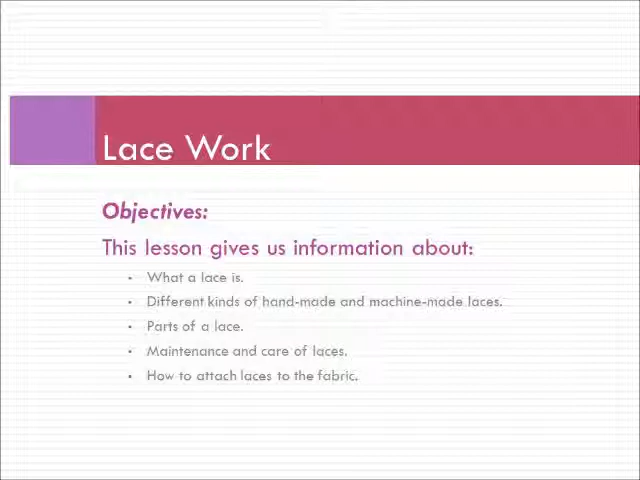 Lace Work
Objectives:
This lesson gives us information about:
• What a lace is.
• Different kinds of hand-made and machine-made laces.
• Parts of a lace.
• Maintenance and care of laces.
• How to attach laces to the fabric.